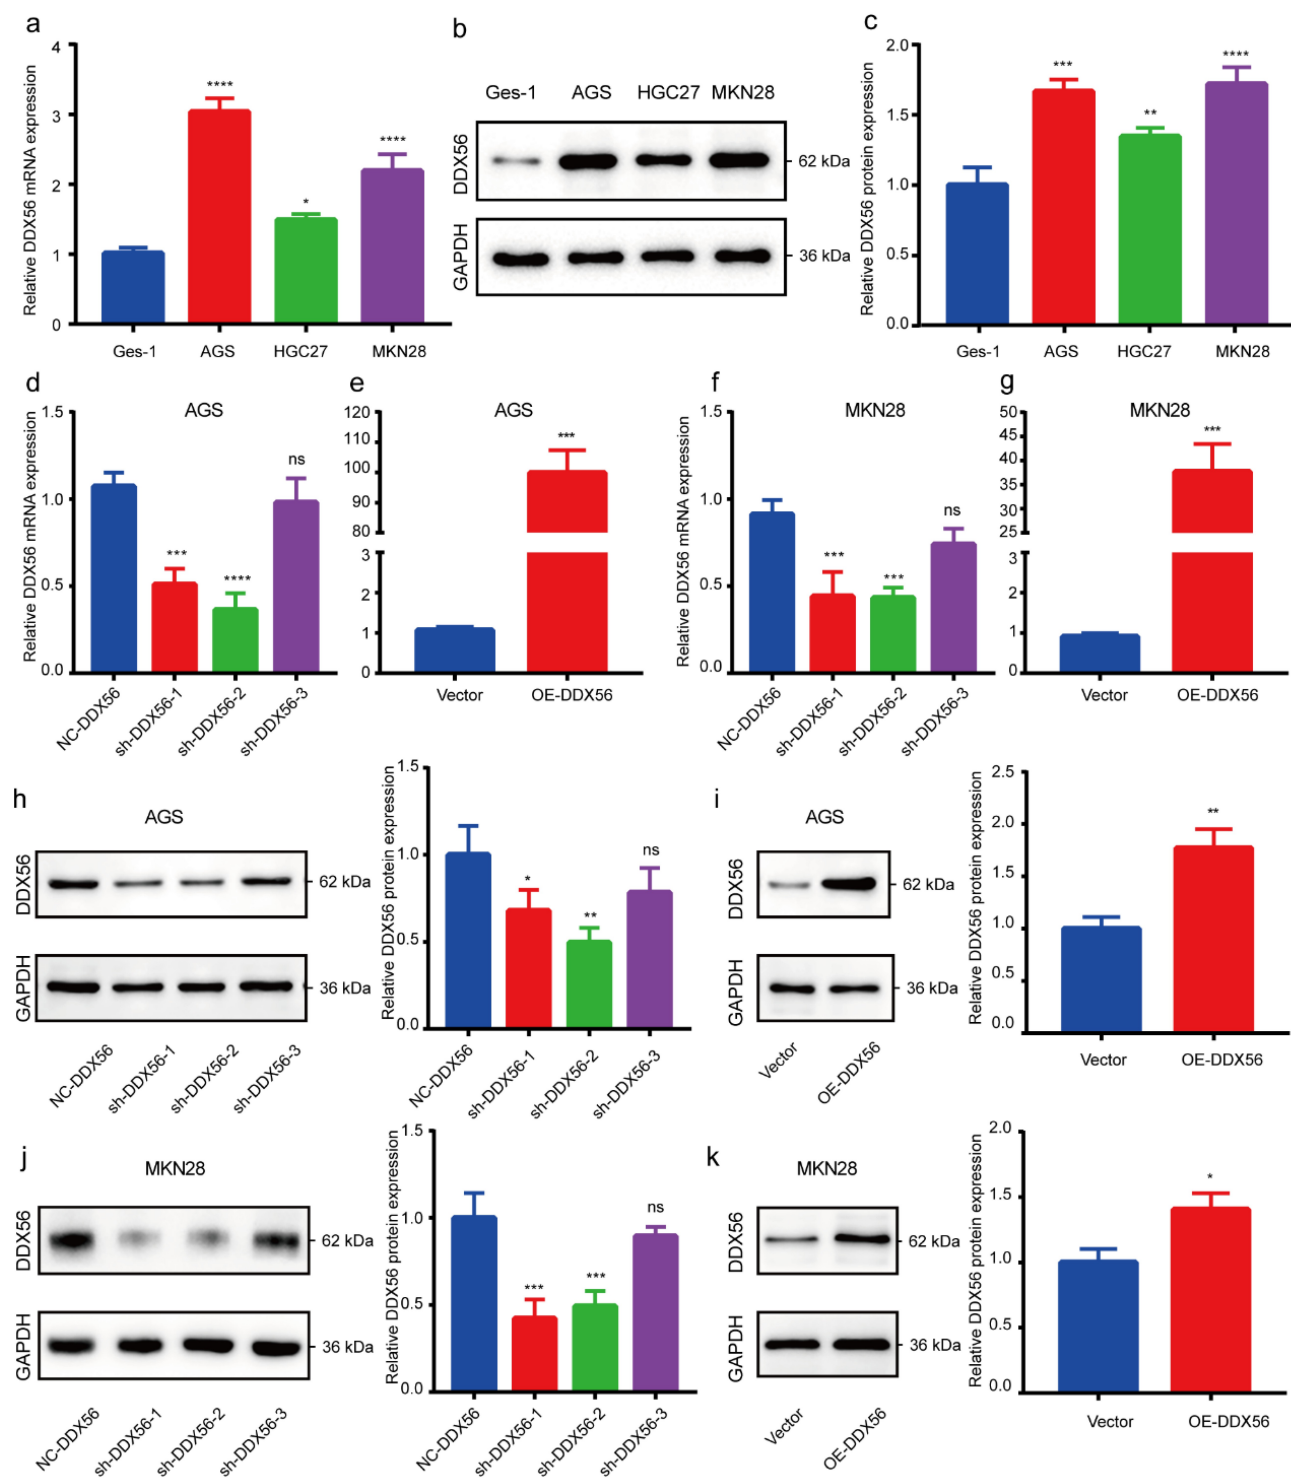 a
Relative DDX56 mRNA expression
4
3
2
1
0
****
*
****
Ges-1 AGS HGC27 MKN28
b
Ges-1 AGS HGC27 MKN28
DDX56
62 kDa
GAPDH
36 kDa
c
Relative DDX56 protein expression
2.0
1.5
1.0
0.5
0.0
***
**
****
Ges-1 AGS HGC27 MKN28
d
AGS
Relative DDX56 mRNA expression
1.5
1.0
0.5
0.0
***
****
ns
NC-DDX56
sh-DDX56-1
sh-DDX56-2
sh-DDX56-3
e
AGS
120
110
100
90
80
3
2
1
0
***
Vector OE-DDX56
f
MKN28
Relative DDX56 mRNA expression
1.5
1.0
0.5
0.0
***
***
ns
NC-DDX56
sh-DDX56-1
sh-DDX56-2
sh-DDX56-3
g
MKN28
50
45
40
35
30
25
3
2
1
0
***
Vector OE-DDX56
h
AGS
DDX56
62 kDa
GAPDH
36 kDa
NC-DDX56
sh-DDX56-1
sh-DDX56-2
sh-DDX56-3
Relative DDX56 protein expression
1.5
1.0
0.5
0.0
*
**
ns
NC-DDX56
sh-DDX56-1
sh-DDX56-2
sh-DDX56-3
i
AGS
DDX56
62 kDa
GAPDH
36 kDa
Vector
OE-DDX56
Relative DDX56 protein expression
2.5
2.0
1.5
1.0
0.5
0.0
**
Vector OE-DDX56
j
MKN28
DDX56
62 kDa
GAPDH
36 kDa
NC-DDX56
sh-DDX56-1
sh-DDX56-2
sh-DDX56-3
Relative DDX56 protein expression
1.5
1.0
0.5
0.0
***
***
ns
NC-DDX56
sh-DDX56-1
sh-DDX56-2
sh-DDX56-3
k
MKN28
DDX56
62 kDa
GAPDH
36 kDa
Vector
OE-DDX56
Relative DDX56 protein expression
2.0
1.5
1.0
0.5
0.0
*
Vector OE-DDX56